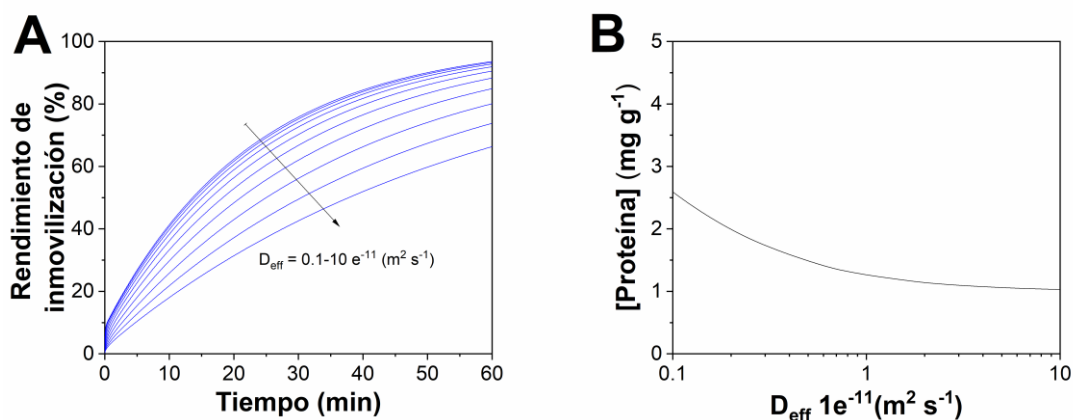 A
100
80
60
40
20
0
0 10 20 30 40 50 60
Rendimiento de
inmovilización (%)
Tiempo (min)
D_eff = 0.1-10 e⁻¹¹ (m² s⁻¹)
B
5
4
3
2
1
0
0.1 1 10
[Proteína] (mg g⁻¹)
D_eff 1e⁻¹¹(m² s⁻¹)